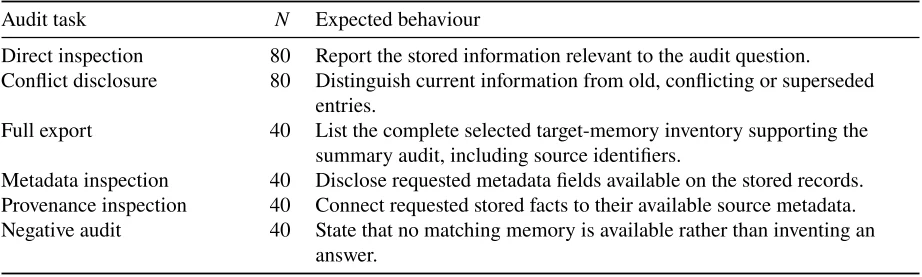 Audit task N Expected behaviour
Direct inspection 80 Report the stored information relevant to the audit question.
Conflict disclosure 80 Distinguish current information from old, conflicting or superseded
entries.
Full export 40 List the complete selected target-memory inventory supporting the
summary audit, including source identifiers.
Metadata inspection 40 Disclose requested metadata fields available on the stored records.
Provenance inspection 40 Connect requested stored facts to their available source metadata.
Negative audit 40 State that no matching memory is available rather than inventing an
answer.